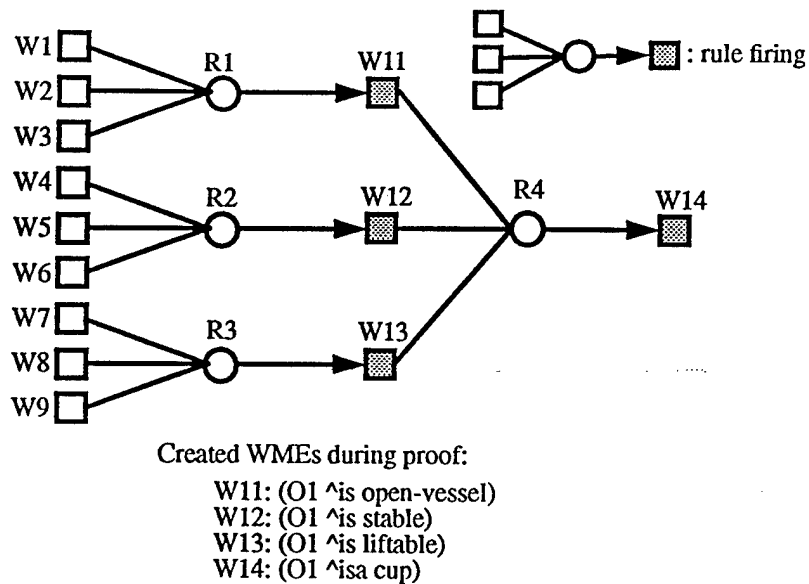 W1
W2
W3
W4
W5
W6
W7
W8
W9
R1
R2
R3
W11
W12
W13
R4
W14
: rule firing
Created WMEs during proof:
W11: (O1 ^is open-vessel)
W12: (O1 ^is stable)
W13: (O1 ^is liftable)
W14: (O1 ^isa cup)